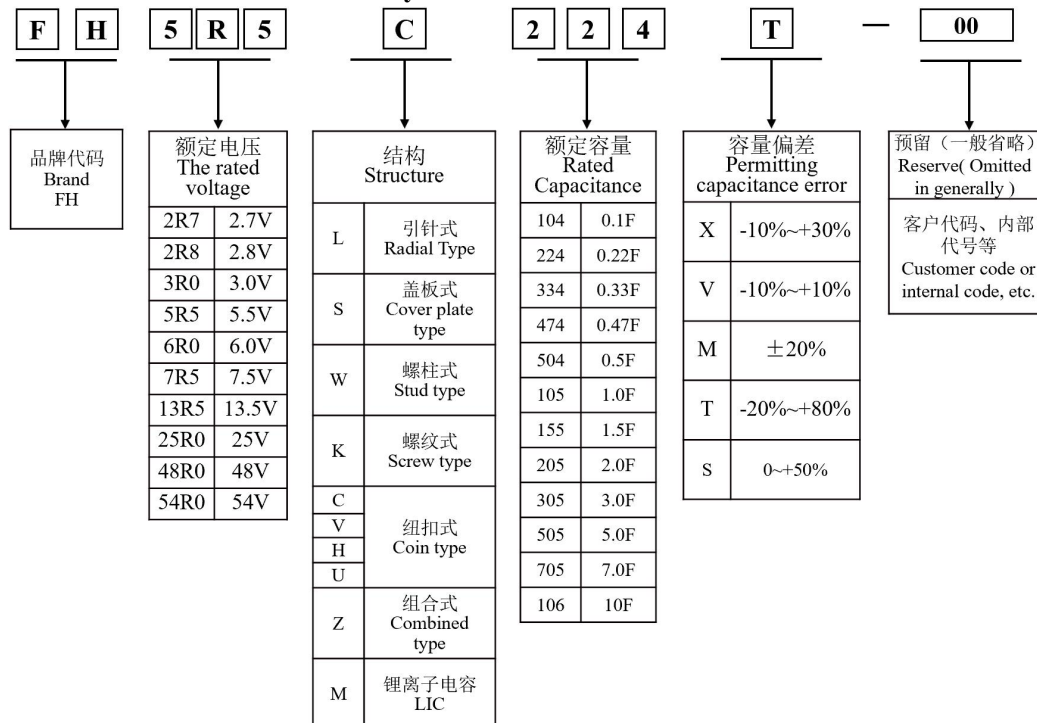 F H 5 R 5 C 2 2 4 T — 00
品牌代码
Brand
FH
额定电压
The rated
voltage
2R7 2.7V
2R8 2.8V
3R0 3.0V
5R5 5.5V
6R0 6.0V
7R5 7.5V
13R5 13.5V
25R0 25V
48R0 48V
54R0 54V
结构
Structure
L 引针式
Radial Type
S 盖板式
Cover plate
type
W 螺柱式
Stud type
K 螺纹式
Screw type
C
V
H
U
纽扣式
Coin type
Z 组合式
Combined
type
M 锂离子电容
LIC
额定容量
Rated
Capacitance
104 0.1F
224 0.22F
334 0.33F
474 0.47F
504 0.5F
105 1.0F
155 1.5F
205 2.0F
305 3.0F
505 5.0F
705 7.0F
106 10F
容量偏差
Permitting
capacitance error
X -10%~+30%
V -10%~+10%
M ±20%
T -20%~+80%
S 0~+50%
预留（一般省略）
Reserve( Omitted
in generally )
客户代码、内部
代号等
Customer code or
internal code, etc.